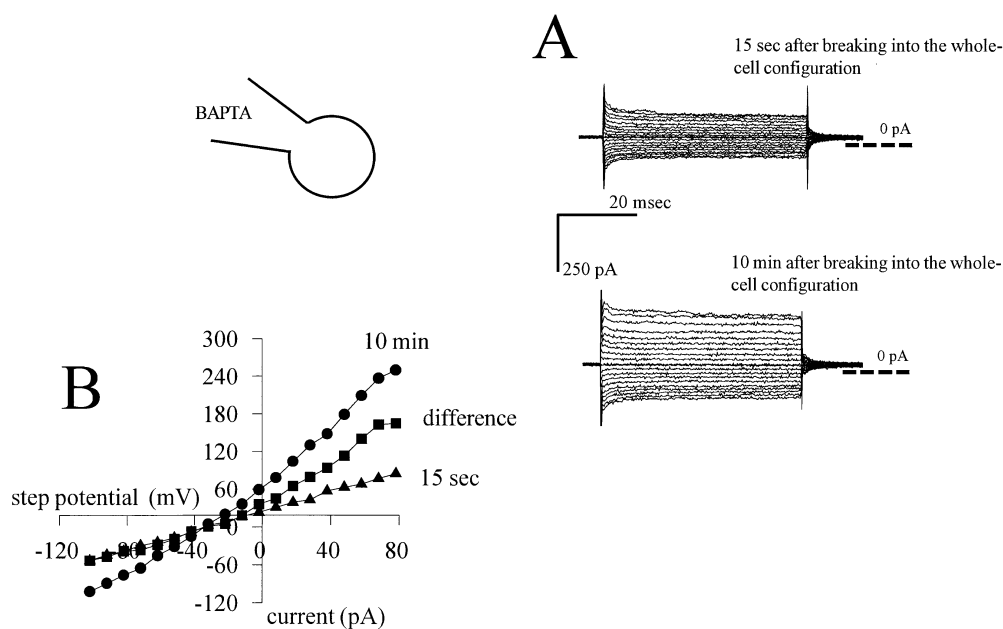 A
15 sec after breaking into the whole-
cell configuration
BAPTA
0 pA
20 msec
250 pA
10 min after breaking into the whole-
cell configuration
0 pA
B
300
240
180
120
60
0
-60
-120
10 min
difference
15 sec
step potential (mV)
-120
-80
-40
0
40
80
current (pA)